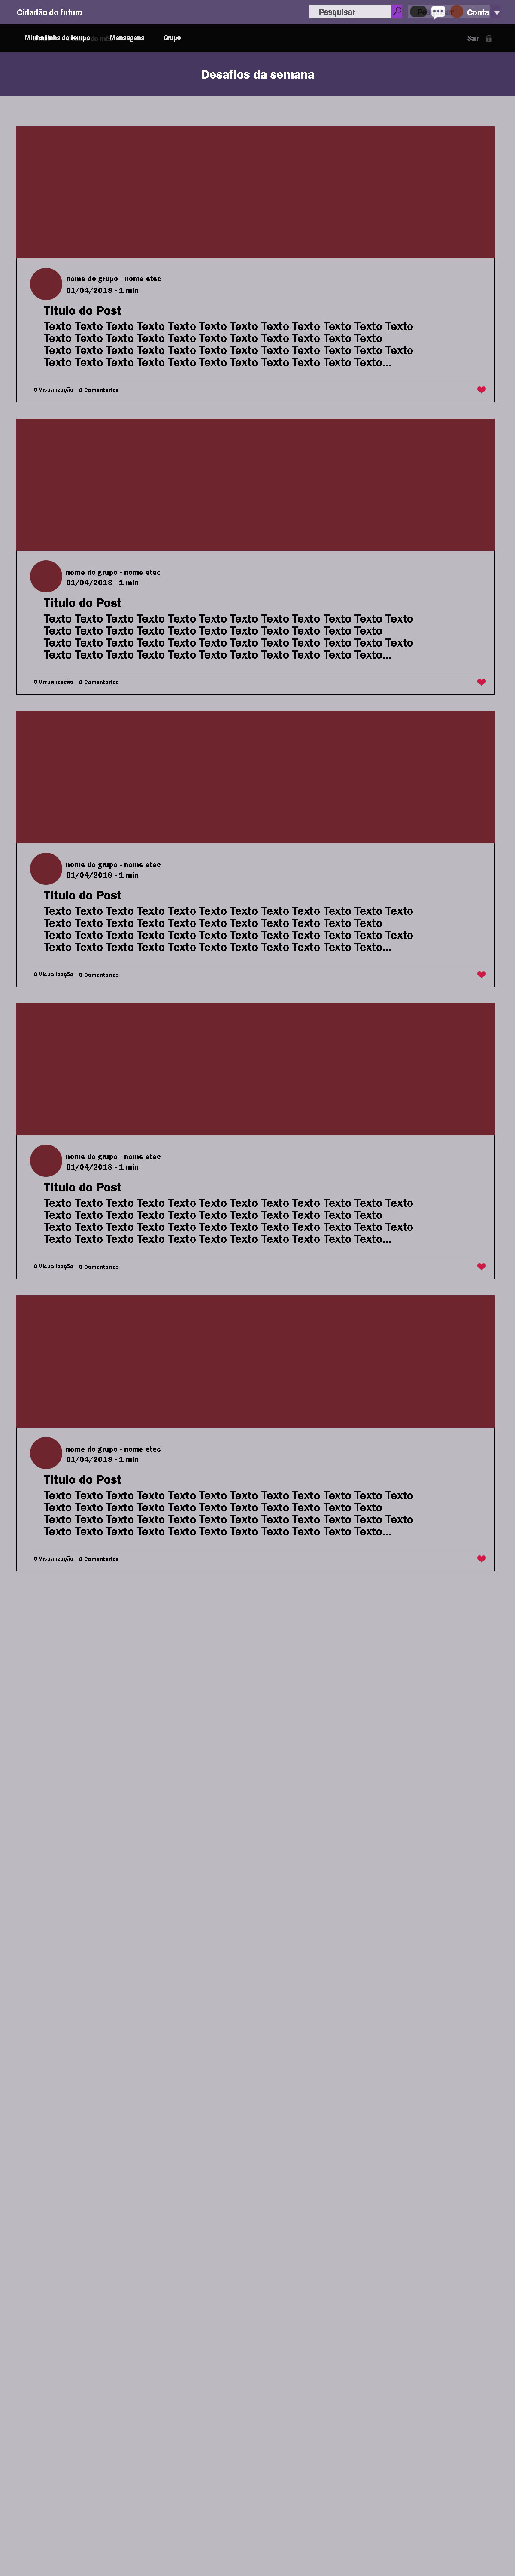 Cidadão do futuro
Pesquisar
Conta
Minha linha do tempo
Mensagens
Grupo
Sair
Desafios da semana
nome do grupo - nome etec
01/04/2018 - 1 min
Titulo do Post
Texto Texto Texto Texto Texto Texto Texto Texto Texto Texto Texto Texto
Texto Texto Texto Texto Texto Texto Texto Texto Texto Texto Texto
Texto Texto Texto Texto Texto Texto Texto Texto Texto Texto Texto Texto
Texto Texto Texto Texto Texto Texto Texto Texto Texto Texto Texto...
0 Visualização 0 Comentarios
nome do grupo - nome etec
01/04/2018 - 1 min
Titulo do Post
Texto Texto Texto Texto Texto Texto Texto Texto Texto Texto Texto Texto
Texto Texto Texto Texto Texto Texto Texto Texto Texto Texto Texto
Texto Texto Texto Texto Texto Texto Texto Texto Texto Texto Texto Texto
Texto Texto Texto Texto Texto Texto Texto Texto Texto Texto Texto...
0 Visualização 0 Comentarios
nome do grupo - nome etec
01/04/2018 - 1 min
Titulo do Post
Texto Texto Texto Texto Texto Texto Texto Texto Texto Texto Texto Texto
Texto Texto Texto Texto Texto Texto Texto Texto Texto Texto Texto
Texto Texto Texto Texto Texto Texto Texto Texto Texto Texto Texto Texto
Texto Texto Texto Texto Texto Texto Texto Texto Texto Texto Texto...
0 Visualização 0 Comentarios
nome do grupo - nome etec
01/04/2018 - 1 min
Titulo do Post
Texto Texto Texto Texto Texto Texto Texto Texto Texto Texto Texto Texto
Texto Texto Texto Texto Texto Texto Texto Texto Texto Texto Texto
Texto Texto Texto Texto Texto Texto Texto Texto Texto Texto Texto Texto
Texto Texto Texto Texto Texto Texto Texto Texto Texto Texto Texto...
0 Visualização 0 Comentarios
nome do grupo - nome etec
01/04/2018 - 1 min
Titulo do Post
Texto Texto Texto Texto Texto Texto Texto Texto Texto Texto Texto Texto
Texto Texto Texto Texto Texto Texto Texto Texto Texto Texto Texto
Texto Texto Texto Texto Texto Texto Texto Texto Texto Texto Texto Texto
Texto Texto Texto Texto Texto Texto Texto Texto Texto Texto Texto...
0 Visualização 0 Comentarios